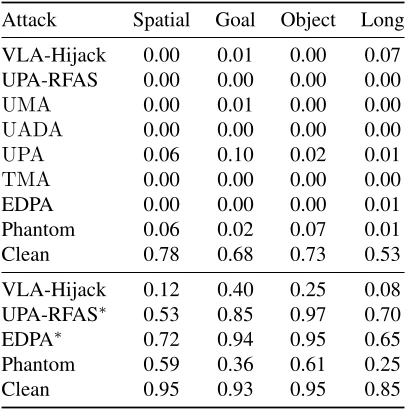 Attack Spatial Goal Object Long
VLA-Hijack 0.00 0.01 0.00 0.07
UPA-RFAS 0.00 0.00 0.00 0.00
UMA 0.00 0.01 0.00 0.00
UADA 0.00 0.00 0.00 0.00
UPA 0.06 0.10 0.02 0.01
TMA 0.00 0.00 0.00 0.00
EDPA 0.00 0.00 0.00 0.01
Phantom 0.06 0.02 0.07 0.01
Clean 0.78 0.68 0.73 0.53
VLA-Hijack 0.12 0.40 0.25 0.08
UPA-RFAS* 0.53 0.85 0.97 0.70
EDPA* 0.72 0.94 0.95 0.65
Phantom 0.59 0.36 0.61 0.25
Clean 0.95 0.93 0.95 0.85